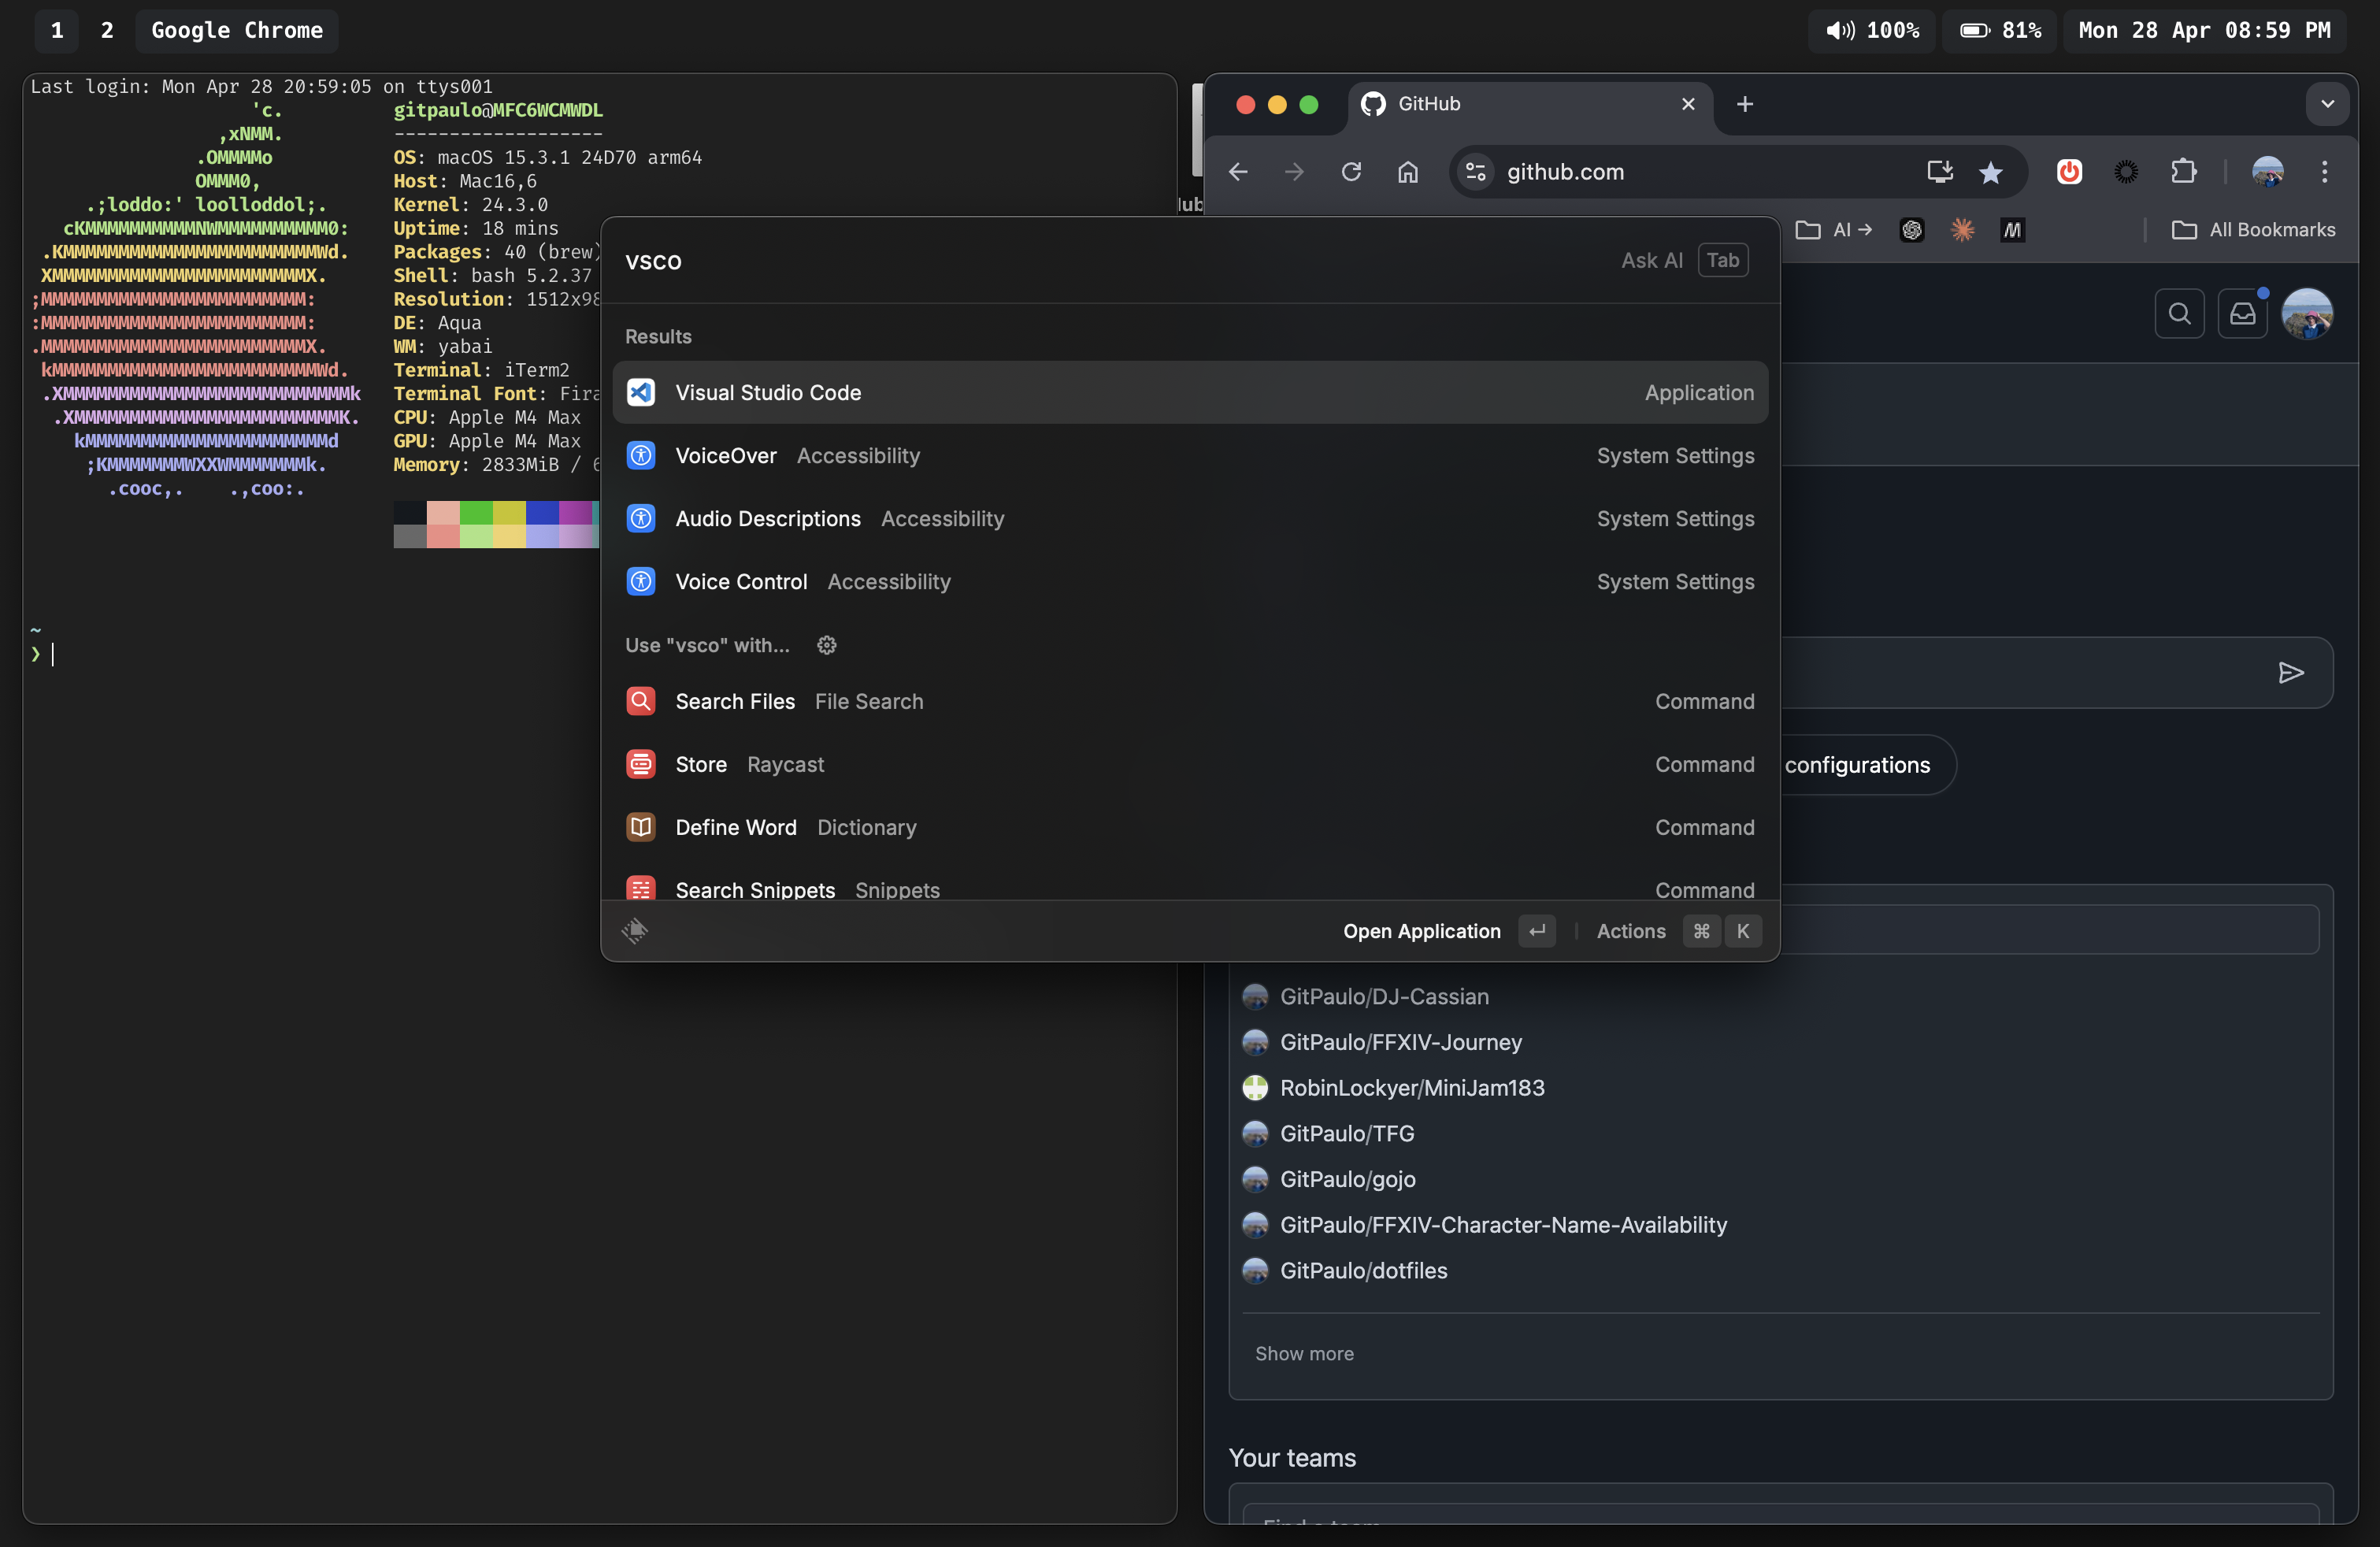 1 2 Google Chrome 100% 81% Mon 28 Apr 08:59 PM
Last login: Mon Apr 28 20:59:05 on ttys001
'c.
,xNMM.
.OMMMMo
OMMM0,
.;loddo:' loolloddol;.
cKMMMMMMMMMMNWMMMMMMMMMM0:
.KMMMMMMMMMMMMMMMMMMMMMMMWd.
XMMMMMMMMMMMMMMMMMMMMMMMX.
;MMMMMMMMMMMMMMMMMMMMMMMM:
:MMMMMMMMMMMMMMMMMMMMMMMM:
.MMMMMMMMMMMMMMMMMMMMMMMMX.
kMMMMMMMMMMMMMMMMMMMMMMMMWd.
.XMMMMMMMMMMMMMMMMMMMMMMMMMMk
.XMMMMMMMMMMMMMMMMMMMMMMMMK.
kMMMMMMMMMMMMMMMMMMMMMMd
;KMMMMMMMWXXWMMMMMMMk.
.cooc,. .,coo:.
gitpaulo@MFC6WCMWDL
-------------------
OS: macOS 15.3.1 24D70 arm64
Host: Mac16,6
Kernel: 24.3.0
Uptime: 18 mins
Packages: 40 (brew)
Shell: bash 5.2.37
Resolution: 1512x98
DE: Aqua
WM: yabai
Terminal: iTerm2
Terminal Font: Fira
CPU: Apple M4 Max
GPU: Apple M4 Max
Memory: 2833MiB / 6
~
❯
vsco
Ask AI Tab
Results
Visual Studio Code Application
VoiceOver Accessibility System Settings
Audio Descriptions Accessibility System Settings
Voice Control Accessibility System Settings
Use "vsco" with...
Search Files File Search Command
Store Raycast Command
Define Word Dictionary Command
Search Snippets Snippets Command
Open Application ↵ Actions ⌘ K
GitHub
github.com
AI → All Bookmarks
configurations
GitPaulo/DJ-Cassian
GitPaulo/FFXIV-Journey
RobinLockyer/MiniJam183
GitPaulo/TFG
GitPaulo/gojo
GitPaulo/FFXIV-Character-Name-Availability
GitPaulo/dotfiles
Show more
Your teams
Find a team